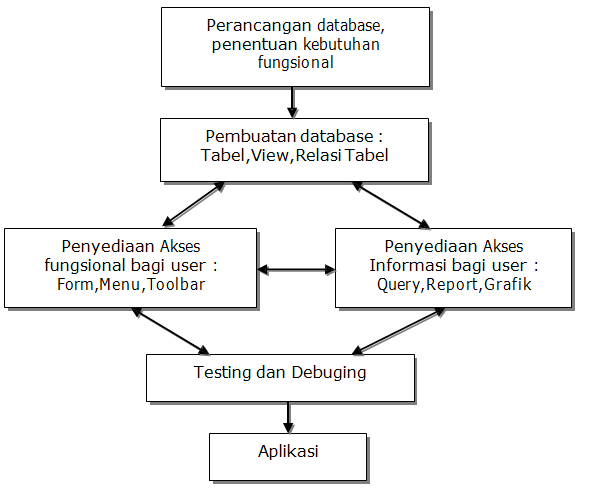 Perancangan database,
penentuan kebutuhan
fungsional
Pembuatan database :
Tabel,View,Relasi Tabel
Penyediaan Akses
fungsional bagi user :
Form,Menu,Toolbar
Penyediaan Akses
Informasi bagi user :
Query,Report,Grafik
Testing dan Debuging
Aplikasi